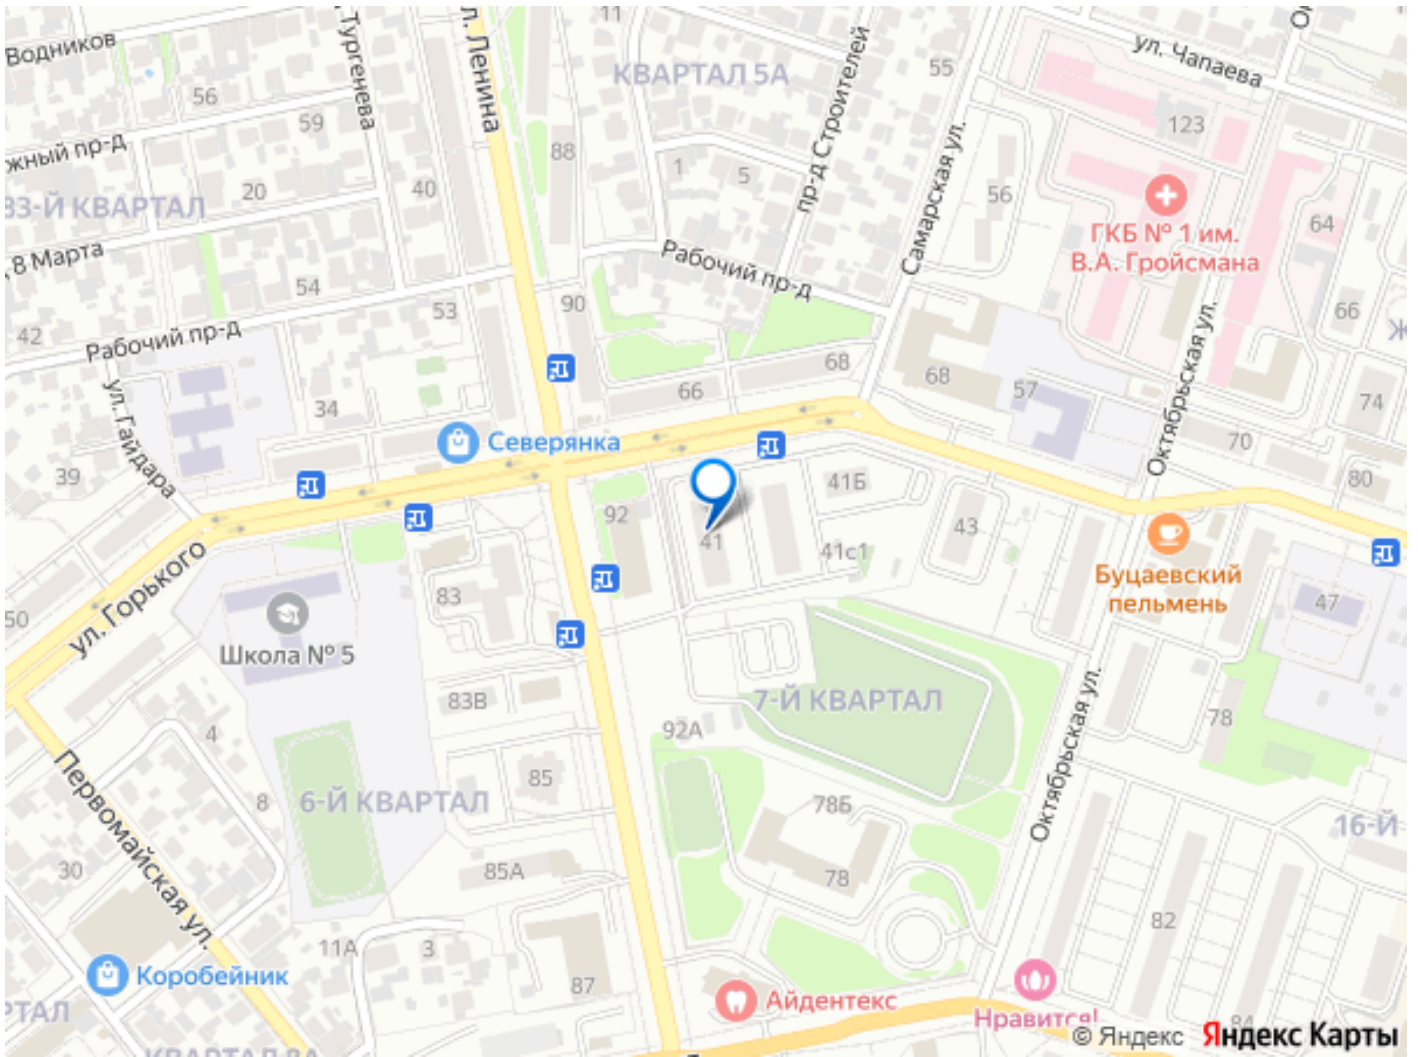 11
ул. Чапаева
Водников
Тургенева
ул. Ленина
КВАРТАЛ 5А
55
пр-д Строителей
56
59
88
123
жный пр-д
1
5
Самарская ул.
56
20
40
33-Й КВАРТАЛ
64
ГКБ № 1 им.
В.А. Гройсмана
8 Марта
Рабочий пр-д
54
53
90
66
42
Рабочий пр-д
Октябрьская ул.
68
66
68
57
74
34
ул. Гайдара
Северянка
70
39
41Б
80
92
43
41
41с1
ул. Горького
Буцаевский
пельмень
50
83
47
Школа № 5
83В
7-Й КВАРТАЛ
78
4
92А
Октябрьская ул.
Первомайская ул.
85
8
6-Й КВАРТАЛ
78Б
16-Й
30
85А
78
82
11А
3
Коробейник
87
Айдентекс
РТАЛ
Нравится!
84
КВАРТАЛ 8А
© Яндекс Яндекс Карты